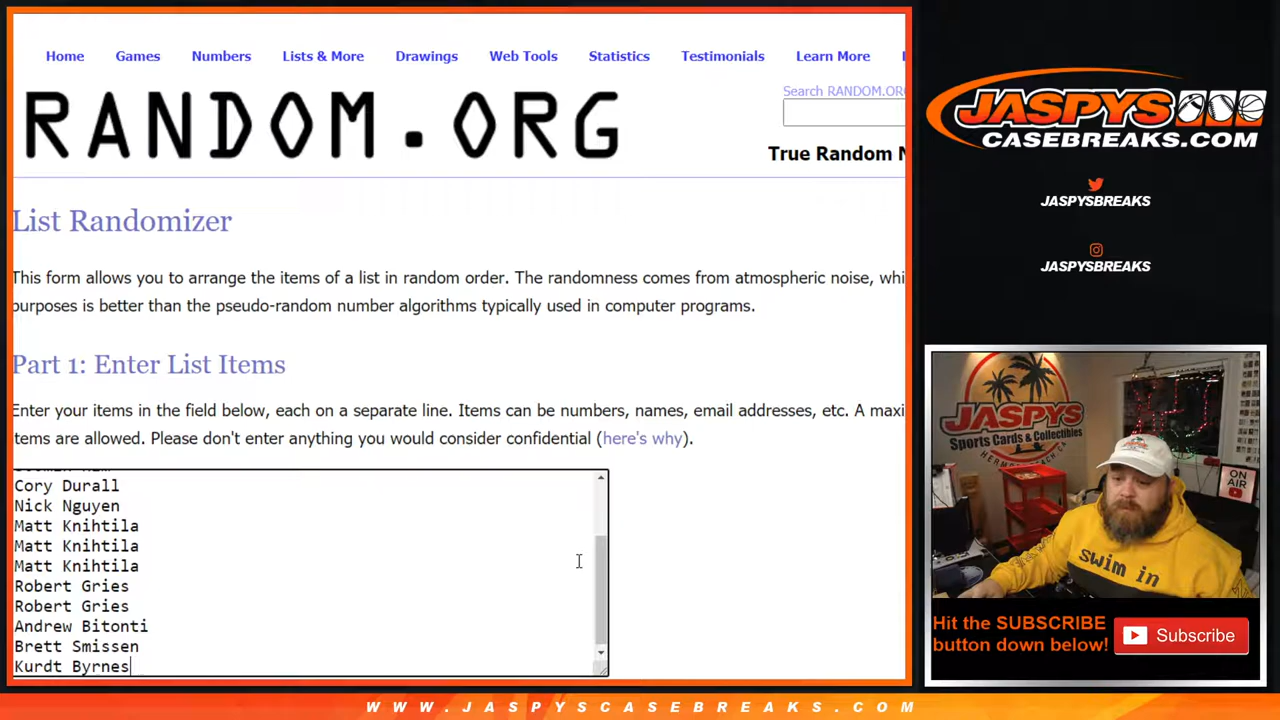 Home Games Numbers Lists & More Drawings Web Tools Statistics Testimonials Learn More
Search RANDOM.ORG
RANDOM.ORG
True Random N
List Randomizer
This form allows you to arrange the items of a list in random order. The randomness comes from atmospheric noise, whi
purposes is better than the pseudo-random number algorithms typically used in computer programs.
Part 1: Enter List Items
Enter your items in the field below, each on a separate line. Items can be numbers, names, email addresses, etc. A maxi
items are allowed. Please don't enter anything you would consider confidential (here's why).
Cory Durall
Nick Nguyen
Matt Knihtila
Matt Knihtila
Matt Knihtila
Robert Gries
Robert Gries
Andrew Bitonti
Brett Smissen
Kurdt Byrnes
JASPYS
CASEBREAKS.COM
JASPYSBREAKS
JASPYSBREAKS
JASPYS
Sports Cards & Collectibles
HERMOSA BEACH, CA
ON AIR
swim in
Hit the SUBSCRIBE
button down below!
Subscribe
WWW.JASPYSCASEBREAKS.COM